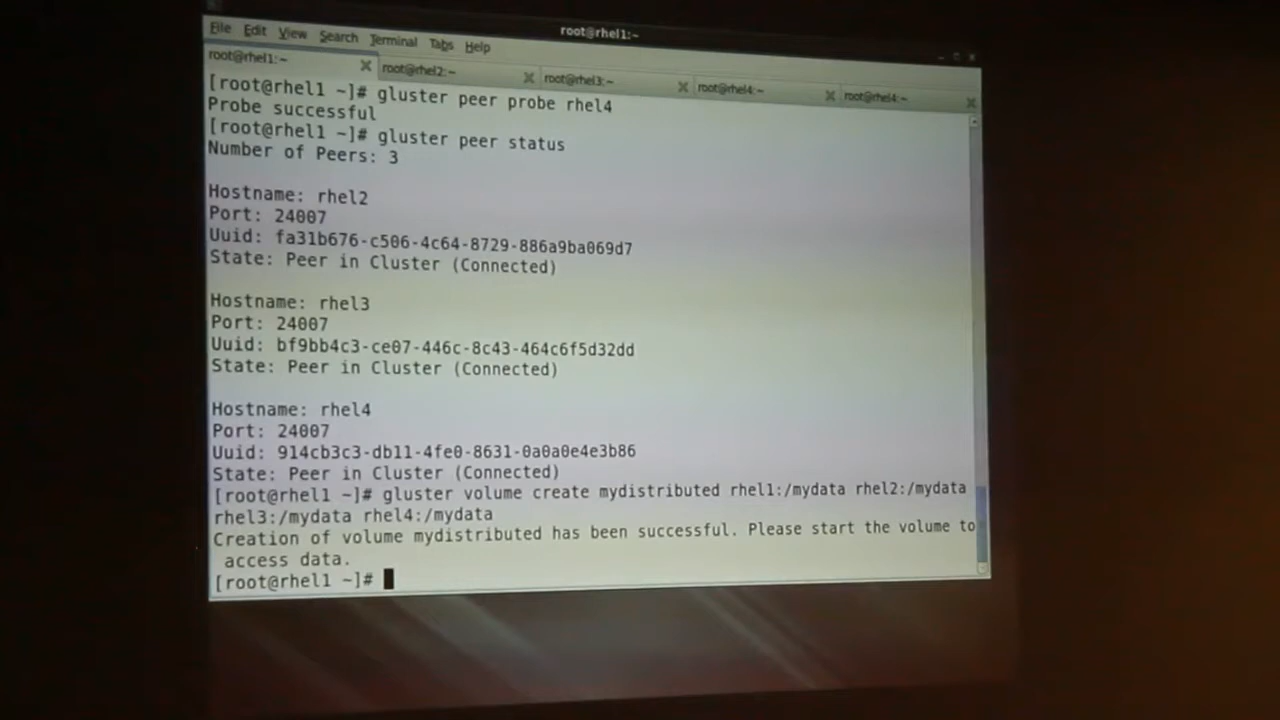 root@rhel1:~
File Edit View Search Terminal Tabs Help
root@rhel1:~ root@rhel2:~ root@rhel3:~ root@rhel4:~ root@rhel4:~
[root@rhel1 ~]# gluster peer probe rhel4
Probe successful
[root@rhel1 ~]# gluster peer status
Number of Peers: 3
Hostname: rhel2
Port: 24007
Uuid: fa31b676-c506-4c64-8729-886a9ba069d7
State: Peer in Cluster (Connected)
Hostname: rhel3
Port: 24007
Uuid: bf9bb4c3-ce07-446c-8c43-464c6f5d32dd
State: Peer in Cluster (Connected)
Hostname: rhel4
Port: 24007
Uuid: 914cb3c3-db11-4fe0-8631-0a0a0e4e3b86
State: Peer in Cluster (Connected)
[root@rhel1 ~]# gluster volume create mydistributed rhel1:/mydata rhel2:/mydata
rhel3:/mydata rhel4:/mydata
Creation of volume mydistributed has been successful. Please start the volume to
access data.
[root@rhel1 ~]#